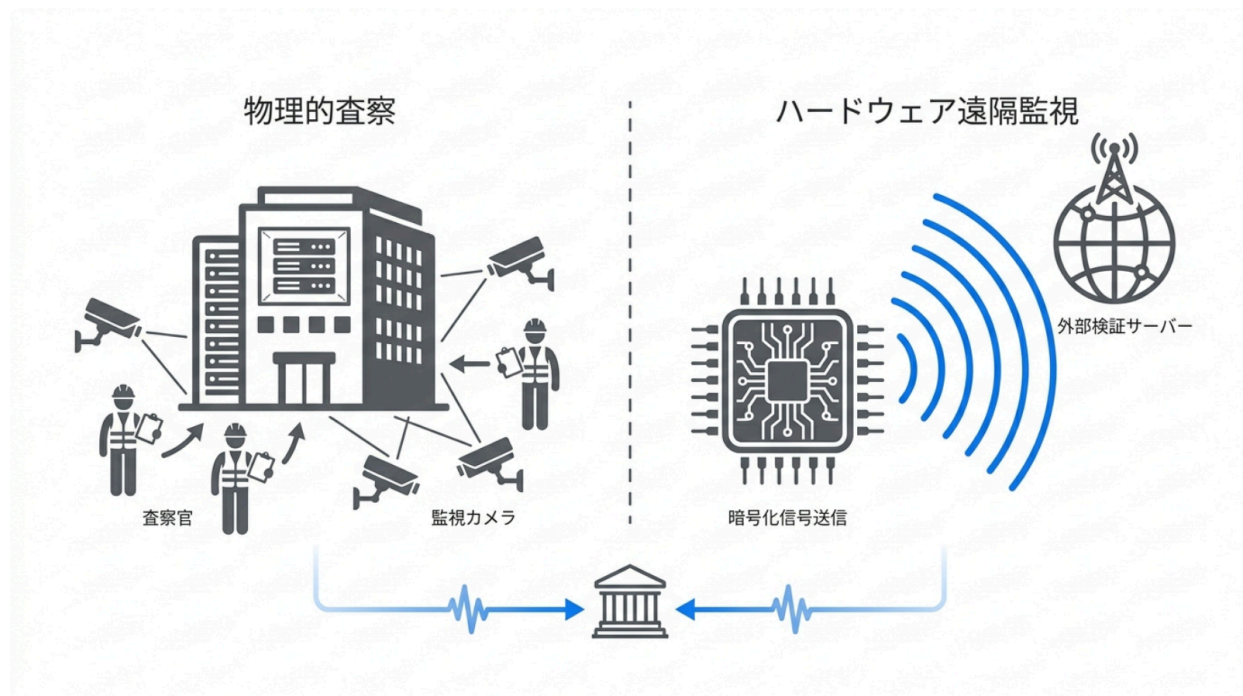 物理的査察
ハードウェア遠隔監視
外部検証サーバー
査察官
監視カメラ
暗号化信号送信